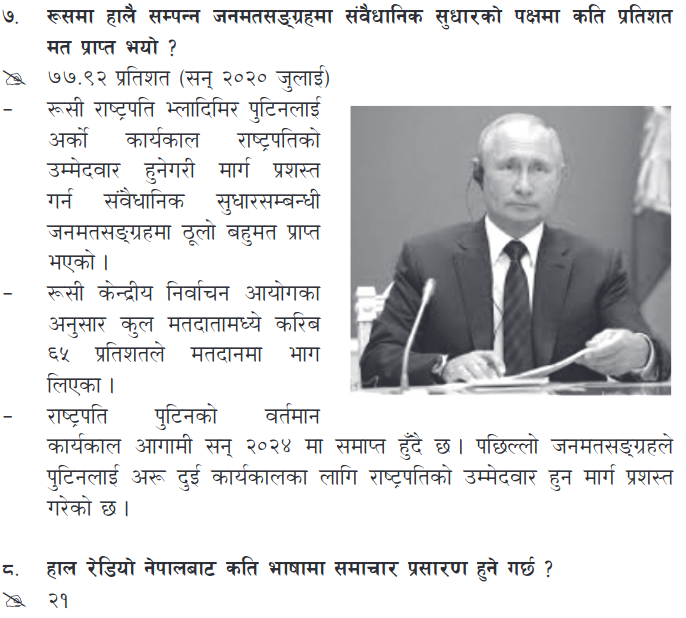 ७. रूसमा हालै सम्पन्न जनमतसङ्ग्रहमा संवैधानिक सुधारको पक्षमा कति प्रतिशत
मत प्राप्त भयो ?
७७.९२ प्रतिशत (सन् २०२० जुलाई)
– रूसी राष्ट्रपति भ्लादिमिर पुटिनलाई
अर्को कार्यकाल राष्ट्रपतिको
उम्मेदवार हुनेगरी मार्ग प्रशस्त
गर्न संवैधानिक सुधारसम्बन्धी
जनमतसङ्ग्रहमा ठूलो बहुमत प्राप्त
भएको ।
– रूसी केन्द्रीय निर्वाचन आयोगका
अनुसार कुल मतदातामध्ये करिब
६५ प्रतिशतले मतदानमा भाग
लिएका ।
– राष्ट्रपति पुटिनको वर्तमान
कार्यकाल आगामी सन् २०२४ मा समाप्त हुँदै छ । पछिल्लो जनमतसङ्ग्रहले
पुटिनलाई अरू दुई कार्यकालका लागि राष्ट्रपतिको उम्मेदवार हुन मार्ग प्रशस्त
गरेको छ ।
८. हाल रेडियो नेपालबाट कति भाषामा समाचार प्रसारण हुने गर्छ ?
२१